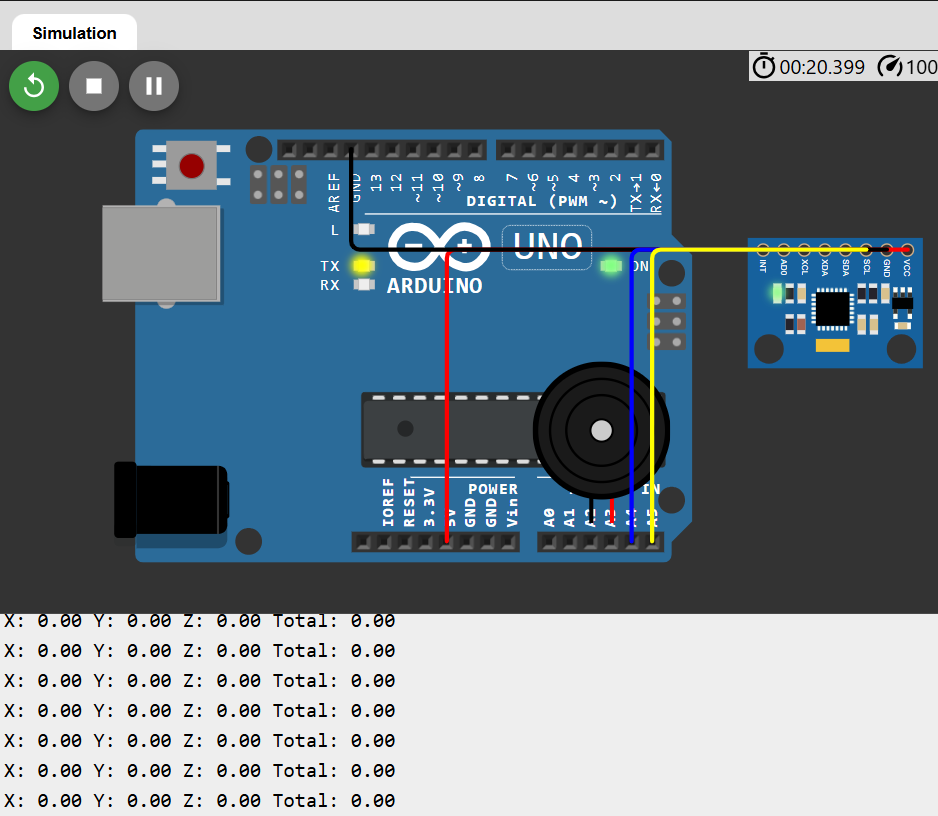 Simulation
00:20.399 100
AREF
GND
13
12
~11
~10
~9
8
7
~6
~5
4
~3
2
TX→1
RX←0
DIGITAL (PWM ~)
L
TX
RX
UNO
ON
ARDUINO
INT
ADO
XCL
XDA
SDA
SCL
GND
VCC
IOREF
RESET
3.3V
5V
GND
GND
Vin
POWER
IN
A0
A1
A2
A3
A4
A5
X: 0.00 Y: 0.00 Z: 0.00 Total: 0.00
X: 0.00 Y: 0.00 Z: 0.00 Total: 0.00
X: 0.00 Y: 0.00 Z: 0.00 Total: 0.00
X: 0.00 Y: 0.00 Z: 0.00 Total: 0.00
X: 0.00 Y: 0.00 Z: 0.00 Total: 0.00
X: 0.00 Y: 0.00 Z: 0.00 Total: 0.00
X: 0.00 Y: 0.00 Z: 0.00 Total: 0.00